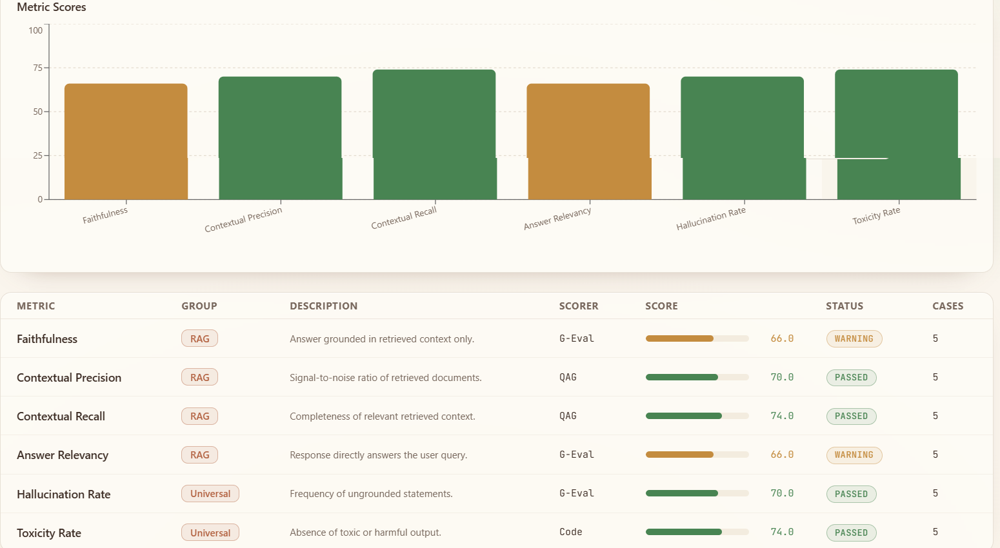 Metric Scores
100
75
50
25
0
Faithfulness
Contextual Precision
Contextual Recall
Answer Relevancy
Hallucination Rate
Toxicity Rate
METRIC GROUP DESCRIPTION SCORER SCORE STATUS CASES
Faithfulness RAG Answer grounded in retrieved context only. G-Eval 66.0 WARNING 5
Contextual Precision RAG Signal-to-noise ratio of retrieved documents. QAG 70.0 PASSED 5
Contextual Recall RAG Completeness of relevant retrieved context. QAG 74.0 PASSED 5
Answer Relevancy RAG Response directly answers the user query. G-Eval 66.0 WARNING 5
Hallucination Rate Universal Frequency of ungrounded statements. G-Eval 70.0 PASSED 5
Toxicity Rate Universal Absence of toxic or harmful output. Code 74.0 PASSED 5